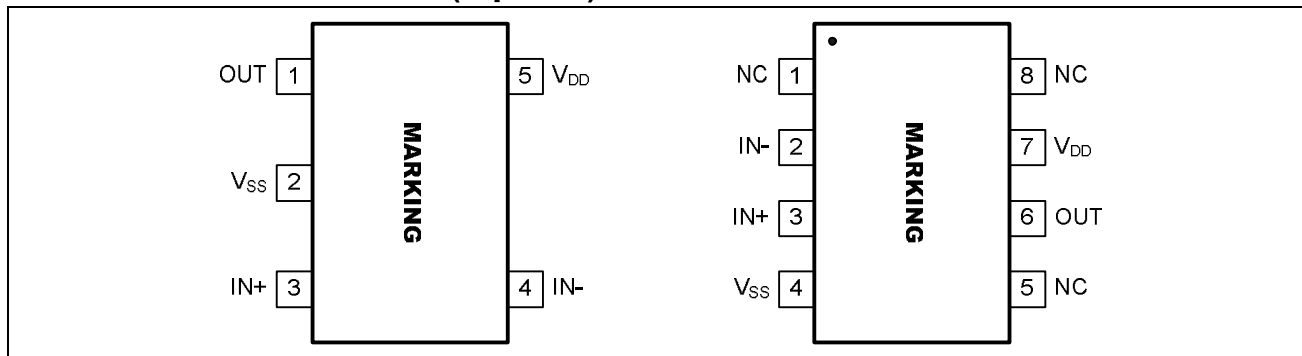 OUT 1
5 VDD
VSS 2
IN+ 3
4 IN-
MARKING
NC 1
8 NC
IN- 2
7 VDD
IN+ 3
6 OUT
VSS 4
5 NC
MARKING